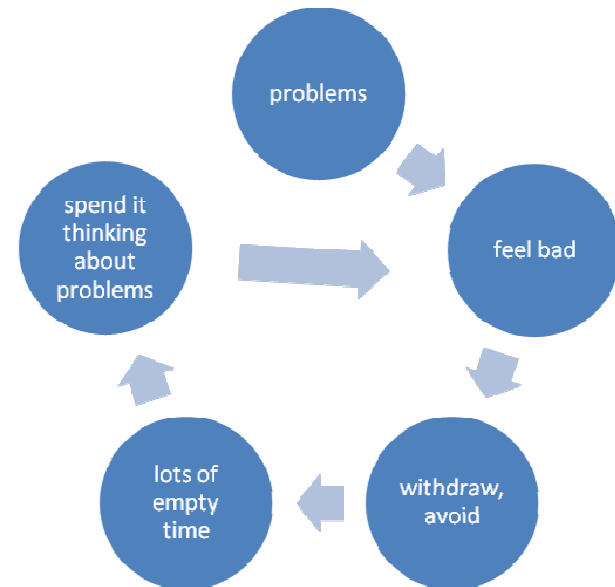 problems
feel bad
withdraw,
avoid
lots of
empty
time
spend it
thinking
about
problems